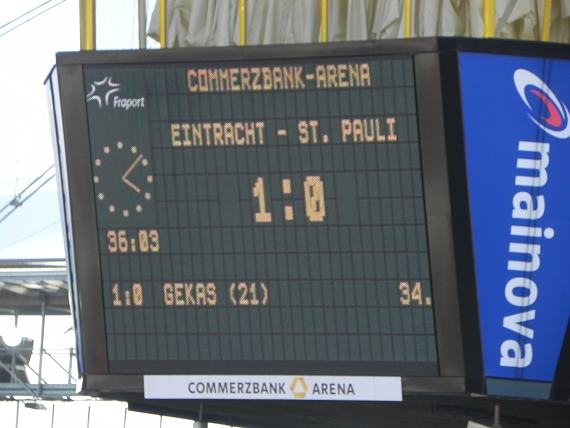 COMMERZBANK-ARENA
Fraport
EINTRACHT - ST. PAULI
1:0
36:03
1:0 GEKAS (21) 34.
COMMERZBANK ARENA
mainova